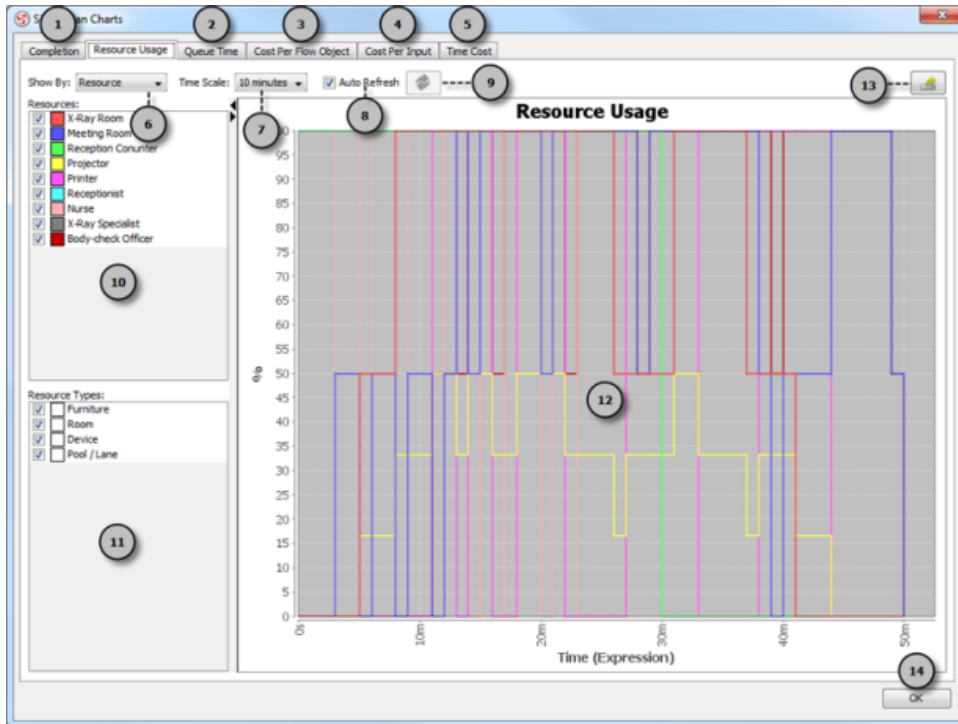 1 2 3 4 5
an Charts
Completion Resource Usage Queue Time Cost Per Flow Object Cost Per Input Time Cost
Show By: Resource Time Scale: 10 minutes Auto Refresh 9 13
6 7 8
Resources:
X-Ray Room
Meeting Room
Reception Conunter
Projector
Printer
Receptionist
Nurse
X-Ray Specialist
Body-check Officer
10
Resource Types:
Furniture
Room
Device
Pool / Lane
11
Resource Usage
95
90
85
80
75
70
65
60
55
50
45
40
35
30
25
20
15
10
5
0
%
12
0s 10m 20m 30m 40m 50m
Time (Expression)
14
OK